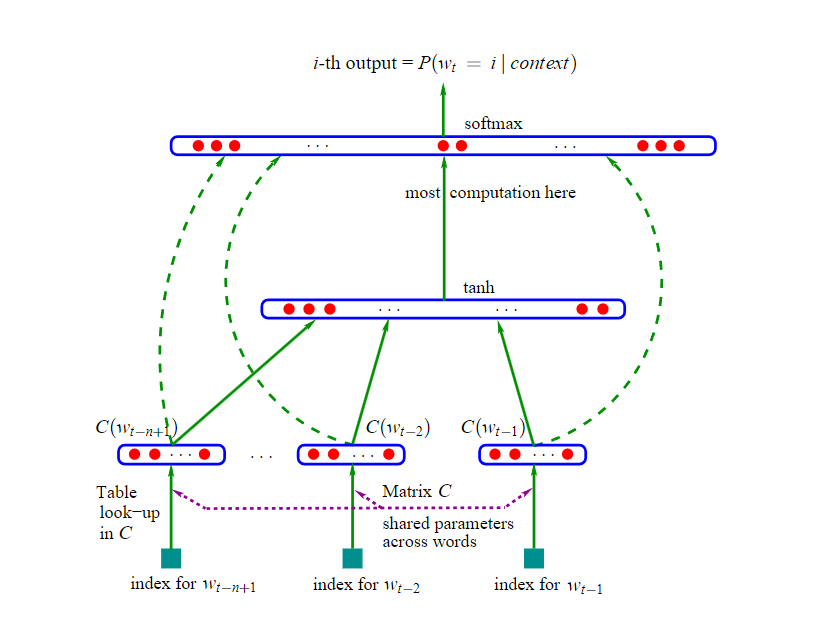 i-th output = P(w_t = i | context)
softmax
. . .
. . .
most computation here
tanh
. . .
. . .
C(w_{t−n+1})
C(w_{t−2})
C(w_{t−1})
. . .
. . .
. . .
. . .
Table
look−up
in C
Matrix C
shared parameters
across words
index for w_{t−n+1}
index for w_{t−2}
index for w_{t−1}